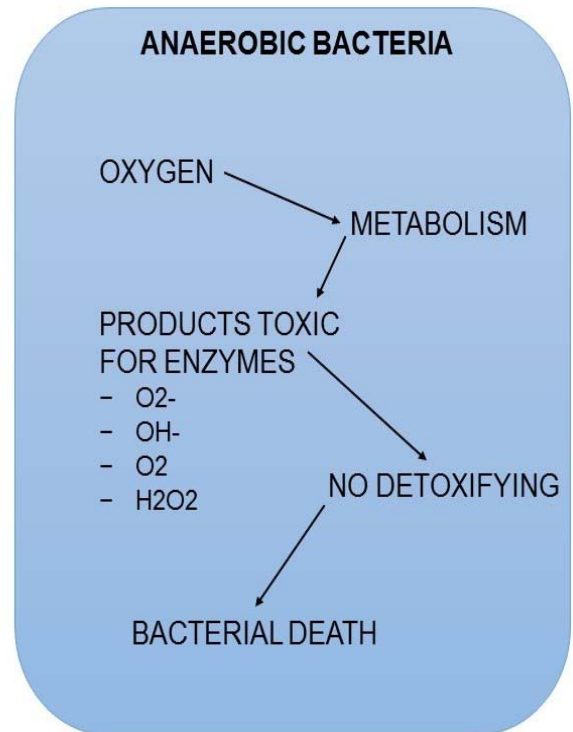 ANAEROBIC BACTERIA
OXYGEN
METABOLISM
PRODUCTS TOXIC
FOR ENZYMES
– O2-
– OH-
– O2
– H2O2
NO DETOXIFYING
BACTERIAL DEATH